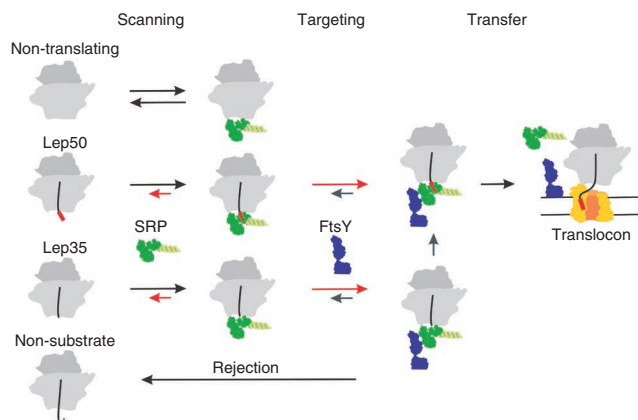 Scanning Targeting Transfer
Non-translating
Lep50
SRP FtsY
Translocon
Lep35
Non-substrate
Rejection